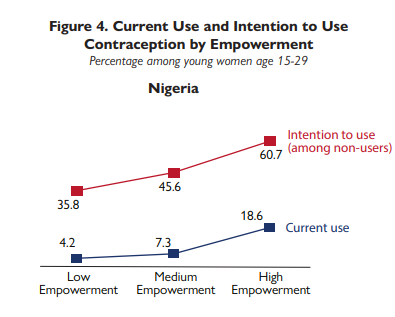 Figure 4. Current Use and Intention to Use
Contraception by Empowerment
Percentage among young women age 15-29
Nigeria
Intention to use
(among non-users)
60.7
45.6
35.8
18.6
Current use
4.2
7.3
Low
Empowerment
Medium
Empowerment
High
Empowerment